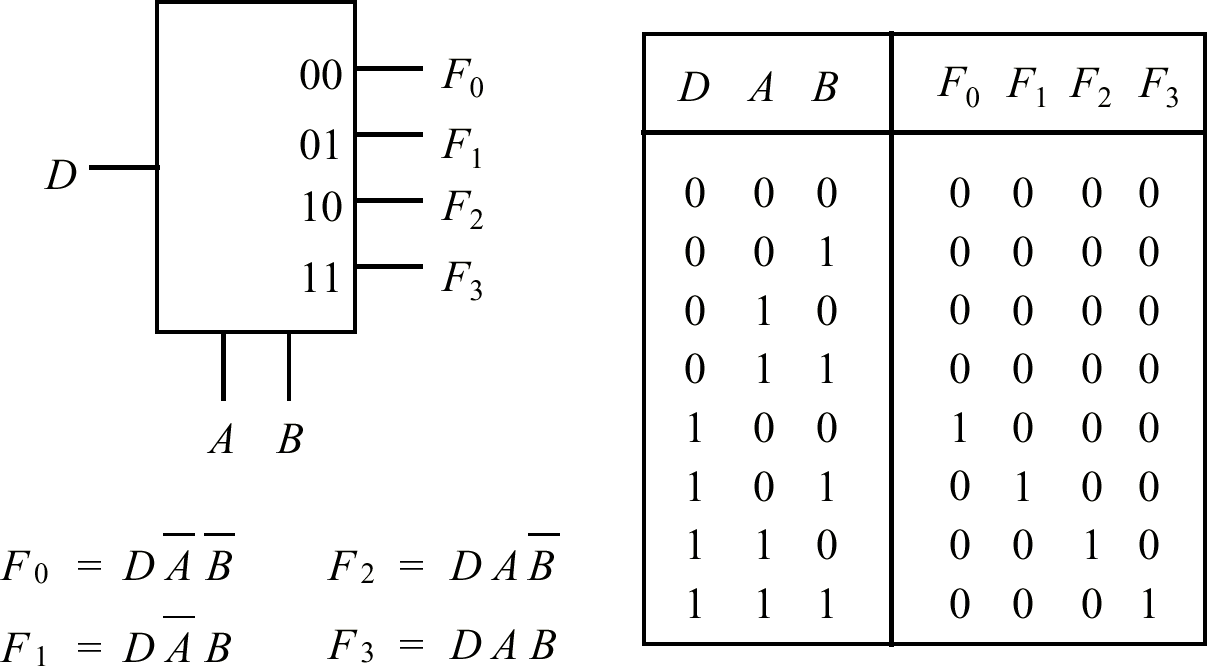 00 F₀
01 F₁
D
10 F₂
11 F₃
A B
F₀ = D A̅ B̅ F₂ = D A B̅
F₁ = D A̅ B F₃ = D A B
D A B F₀ F₁ F₂ F₃
0 0 0 0 0 0 0
0 0 1 0 0 0 0
0 1 0 0 0 0 0
0 1 1 0 0 0 0
1 0 0 1 0 0 0
1 0 1 0 1 0 0
1 1 0 0 0 1 0
1 1 1 0 0 0 1